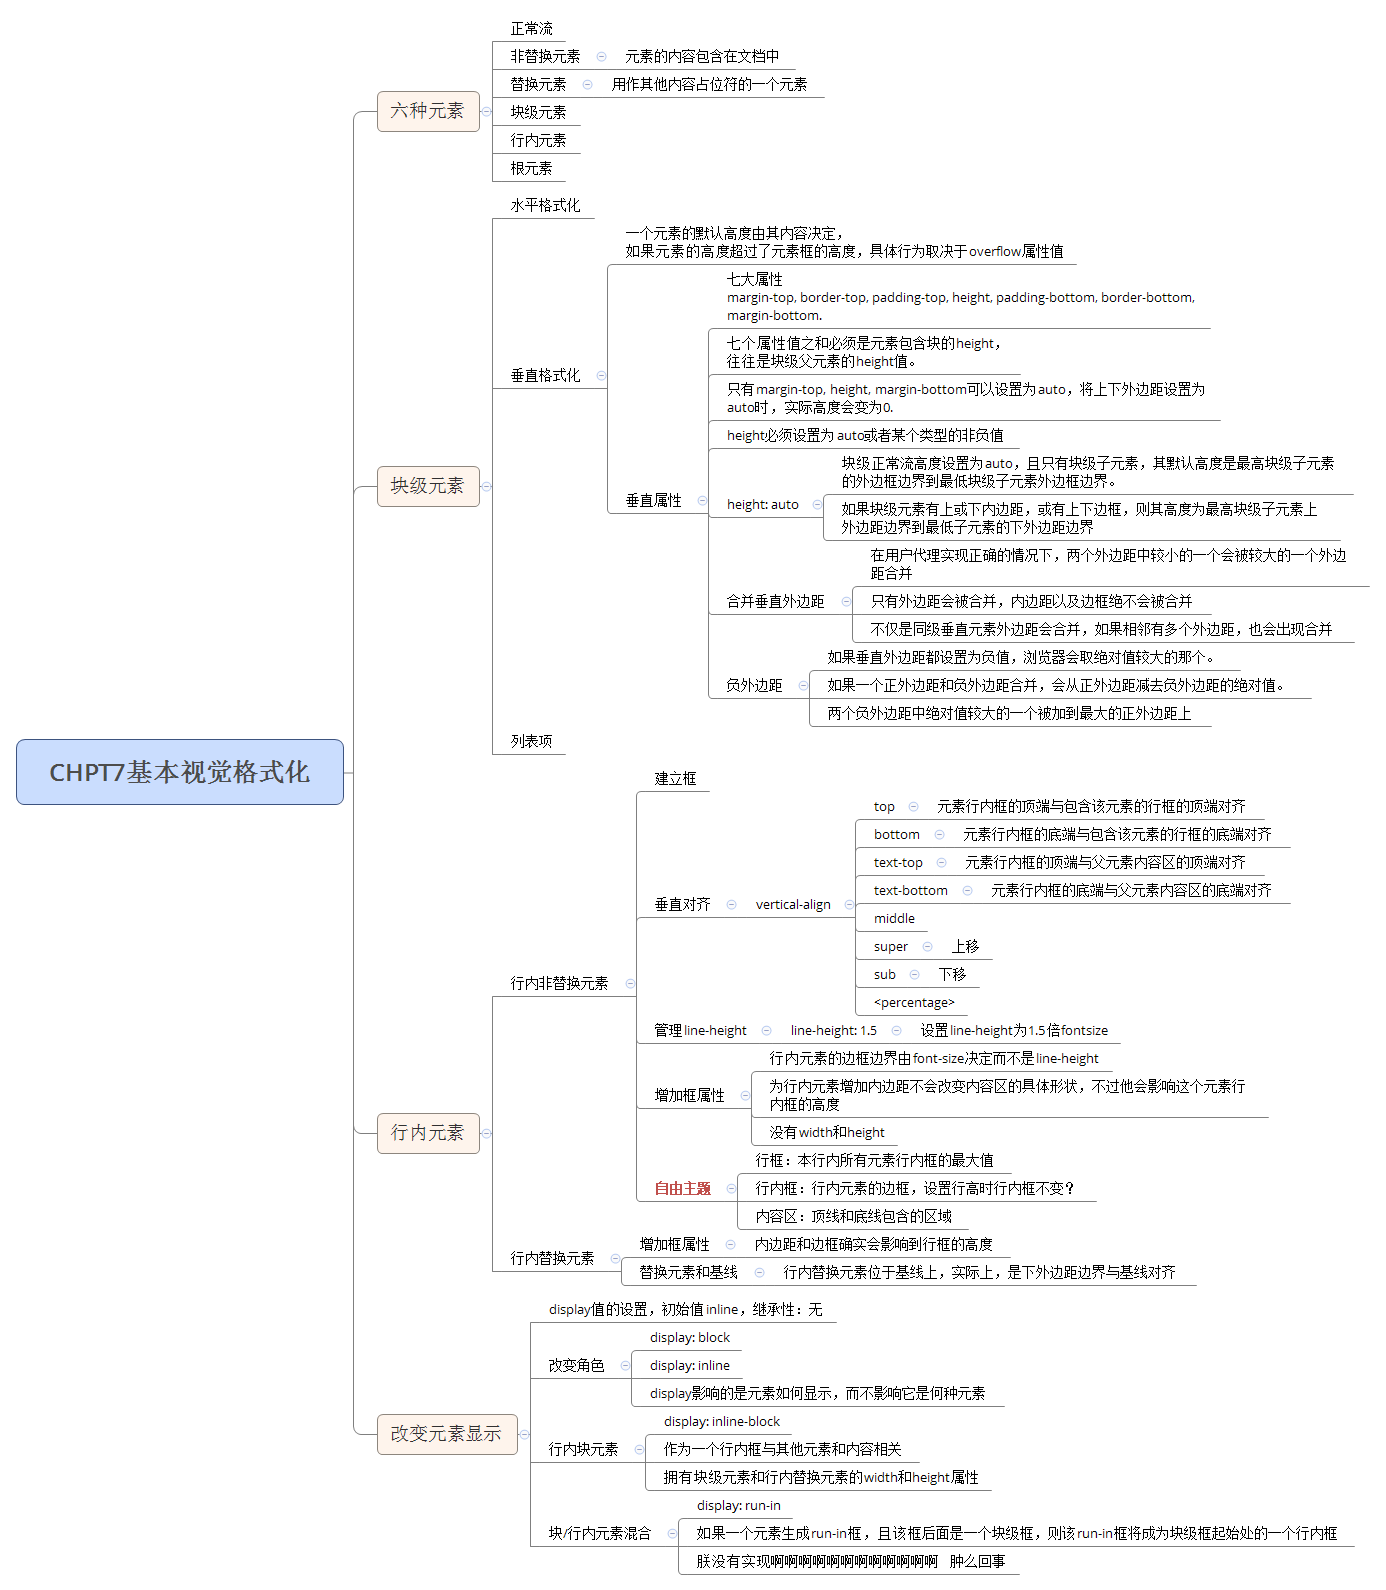 CHPT7基本视觉格式化
六种元素
正常流
非替换元素
元素的内容包含在文档中
替换元素
用作其他内容占位符的一个元素
块级元素
行内元素
根元素
块级元素
水平格式化
垂直格式化
一个元素的默认高度由其内容决定，
如果元素的高度超过了元素框的高度，具体行为取决于overflow属性值
垂直属性
七大属性
margin-top, border-top, padding-top, height, padding-bottom, border-bottom,
margin-bottom.
七个属性值之和必须是元素包含块的height，
往往是块级父元素的height值。
只有margin-top, height, margin-bottom可以设置为auto，将上下外边距设置为
auto时，实际高度会变为0.
height必须设置为auto或者某个类型的非负值
height: auto
块级正常流高度设置为auto，且只有块级子元素，其默认高度是最高块级子元素
的外边框边界到最低块级子元素外边框边界。
如果块级元素有上或下内边距，或有上下边框，则其高度为最高块级子元素上
外边距边界到最低子元素的下外边距边界
合并垂直外边距
在用户代理实现正确的情况下，两个外边距中较小的一个会被较大的一个外边
距合并
只有外边距会被合并，内边距以及边框绝不会被合并
不仅是同级垂直元素外边距会合并，如果相邻有多个外边距，也会出现合并
负外边距
如果垂直外边距都设置为负值，浏览器会取绝对值较大的那个。
如果一个正外边距和负外边距合并，会从正外边距减去负外边距的绝对值。
两个负外边距中绝对值较大的一个被加到最大的正外边距上
列表项
行内元素
行内非替换元素
建立框
垂直对齐
vertical-align
top
元素行内框的顶端与包含该元素的行框的顶端对齐
bottom
元素行内框的底端与包含该元素的行框的底端对齐
text-top
元素行内框的顶端与父元素内容区的顶端对齐
text-bottom
元素行内框的底端与父元素内容区的底端对齐
middle
super
上移
sub
下移
<percentage>
管理line-height
line-height: 1.5
设置line-height为1.5倍fontsize
增加框属性
行内元素的边框边界由font-size决定而不是line-height
为行内元素增加内边距不会改变内容区的具体形状，不过他会影响这个元素行
内框的高度
没有width和height
自由主题
行框：本行内所有元素行内框的最大值
行内框：行内元素的边框，设置行高时行内框不变？
内容区：顶线和底线包含的区域
行内替换元素
增加框属性
内边距和边框确实会影响到行框的高度
替换元素和基线
行内替换元素位于基线上，实际上，是下外边距边界与基线对齐
改变元素显示
display值的设置，初始值inline，继承性：无
改变角色
display: block
display: inline
display影响的是元素如何显示，而不影响它是何种元素
行内块元素
display: inline-block
作为一个行内框与其他元素和内容相关
拥有块级元素和行内替换元素的width和height属性
块/行内元素混合
display: run-in
如果一个元素生成run-in框，且该框后面是一个块级框，则该run-in框将成为块级框起始处的一个行内框
朕没有实现啊啊啊啊啊啊啊啊啊啊啊啊 肿么回事